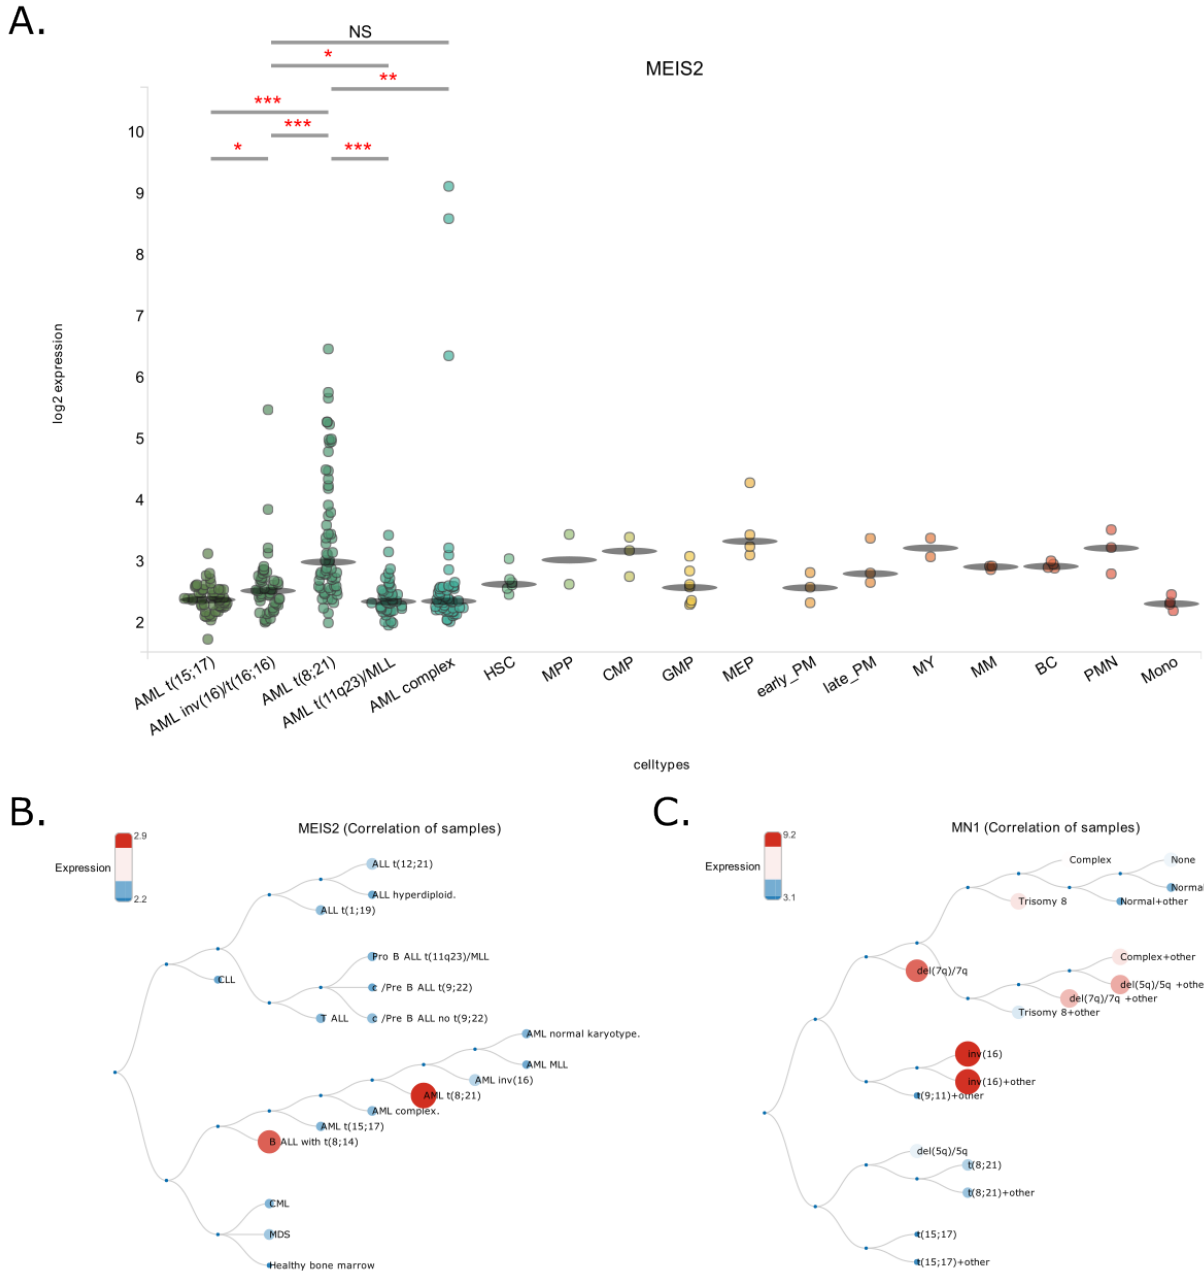 A.
NS
*
MEIS2
**
***
***
*
***
10
9
8
7
6
5
4
3
2
log2 expression
AML t(15;17)
AML inv(16)/t(16;16)
AML t(8;21)
AML t(11q23)/MLL
AML complex
HSC
MPP
CMP
GMP
MEP
early_PM
late_PM
MY
MM
BC
PMN
Mono
celltypes
B.
MEIS2 (Correlation of samples)
2.9
Expression
2.2
ALL t(12;21)
ALL hyperdiploid.
ALL t(1;19)
Pro B ALL t(11q23)/MLL
CLL
c /Pre B ALL t(9;22)
T ALL
c /Pre B ALL no t(9;22)
AML normal karyotype.
AML MLL
AML inv(16)
AML t(8;21)
AML complex.
AML t(15;17)
B ALL with t(8;14)
CML
MDS
Healthy bone marrow
C.
MN1 (Correlation of samples)
9.2
Expression
3.1
Complex
None
Normal
Trisomy 8
Normal+other
Complex+other
del(7q)/7q
del(5q)/5q +othe
del(7q)/7q +other
Trisomy 8+other
inv(16)
inv(16)+other
t(9;11)+other
del(5q)/5q
t(8;21)
t(8;21)+other
t(15;17)
t(15;17)+other